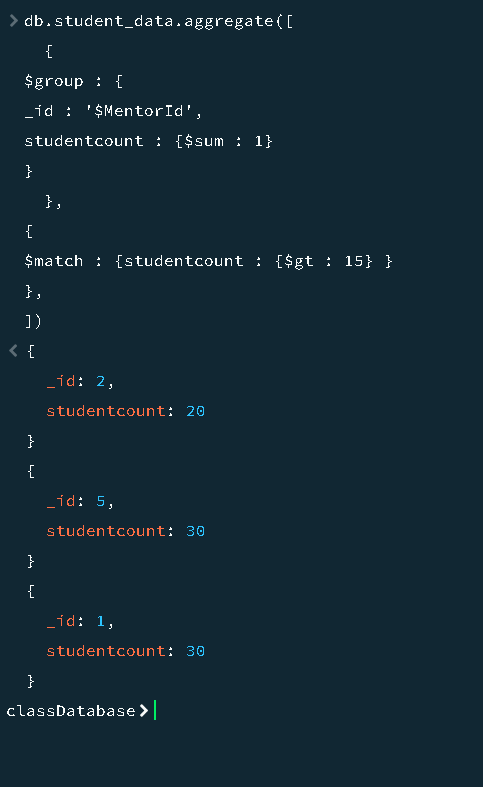 db.student_data.aggregate([
{
$group : {
_id : '$MentorId',
studentcount : {$sum : 1}
}
},
{
$match : {studentcount : {$gt : 15} }
},
])
{
_id: 2,
studentcount: 20
}
{
_id: 5,
studentcount: 30
}
{
_id: 1,
studentcount: 30
}
classDatabase>